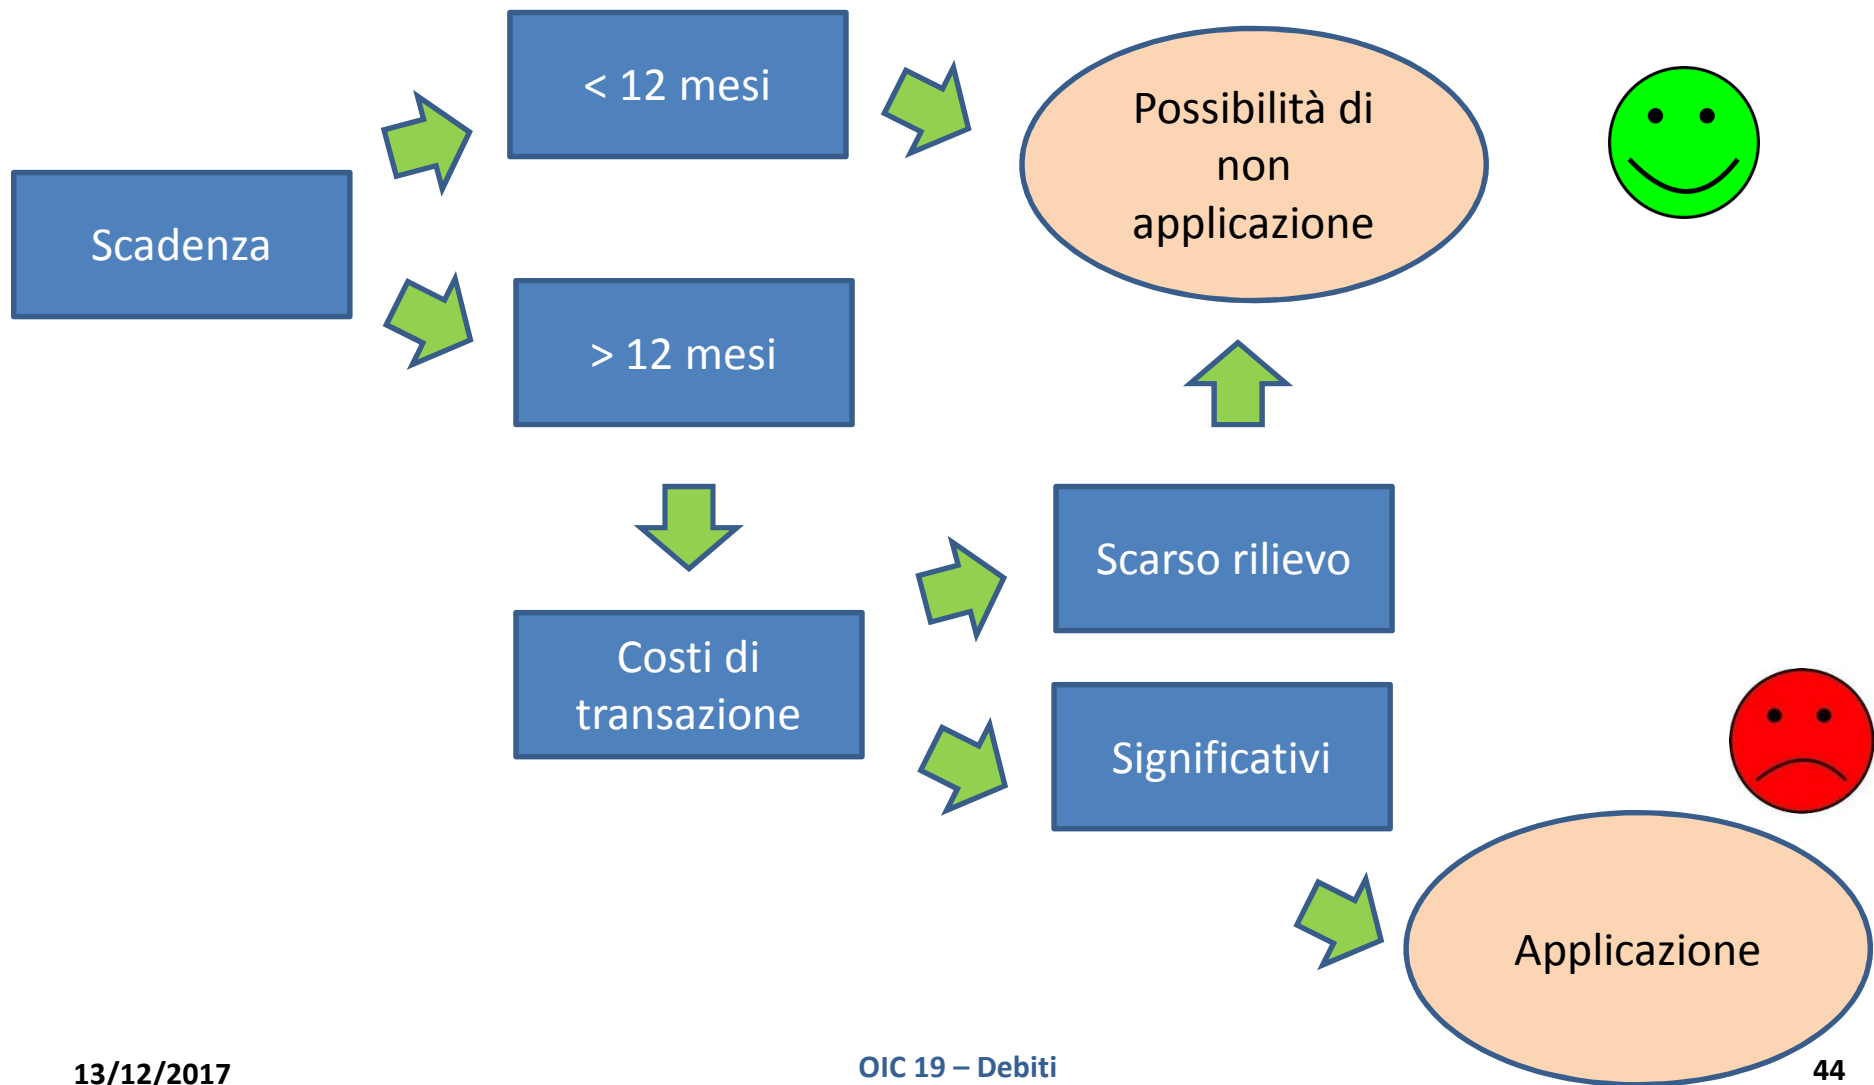 Scadenza
< 12 mesi
> 12 mesi
Possibilità di
non
applicazione
Costi di
transazione
Scarso rilievo
Significativi
Applicazione
13/12/2017
OIC 19 – Debiti
44